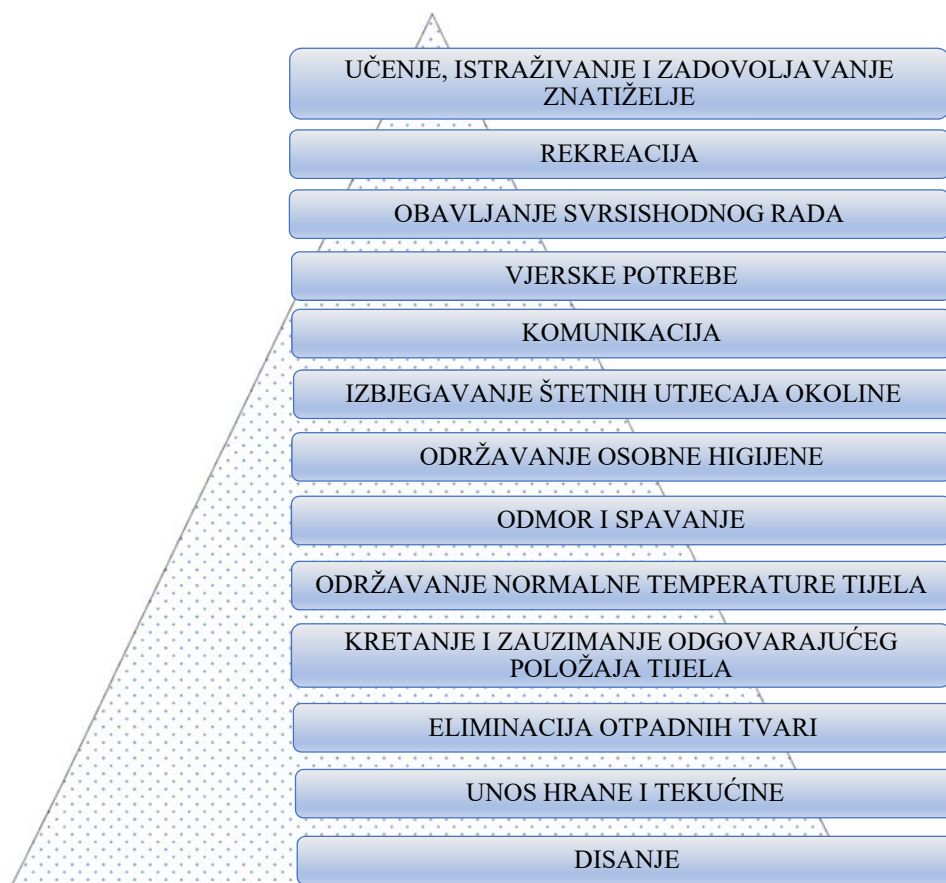 UČENJE, ISTRAŽIVANJE I ZADOVOLJAVANJE
ZNATIŽELJE
REKREACIJA
OBAVLJANJE SVRSISHODNOG RADA
VJERSKE POTREBE
KOMUNIKACIJA
IZBJEGAVANJE ŠTETNIH UTJECAJA OKOLINE
ODRŽAVANJE OSOBNE HIGIJENE
ODMOR I SPAVANJE
ODRŽAVANJE NORMALNE TEMPERATURE TIJELA
KRETANJE I ZAUZIMANJE ODGOVARAJUĆEG
POLOŽAJA TIJELA
ELIMINACIJA OTPADNIH TVARI
UNOS HRANE I TEKUĆINE
DISANJE